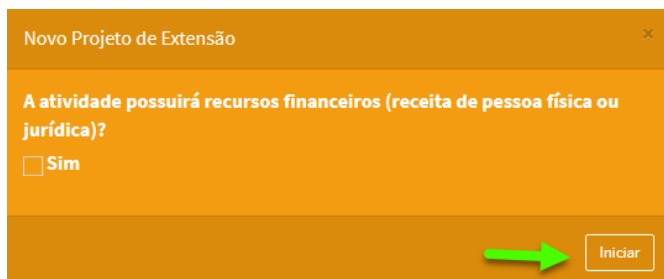 Novo Projeto de Extensão ×
A atividade possuirá recursos financeiros (receita de pessoa física ou
jurídica)?
Sim
Iniciar